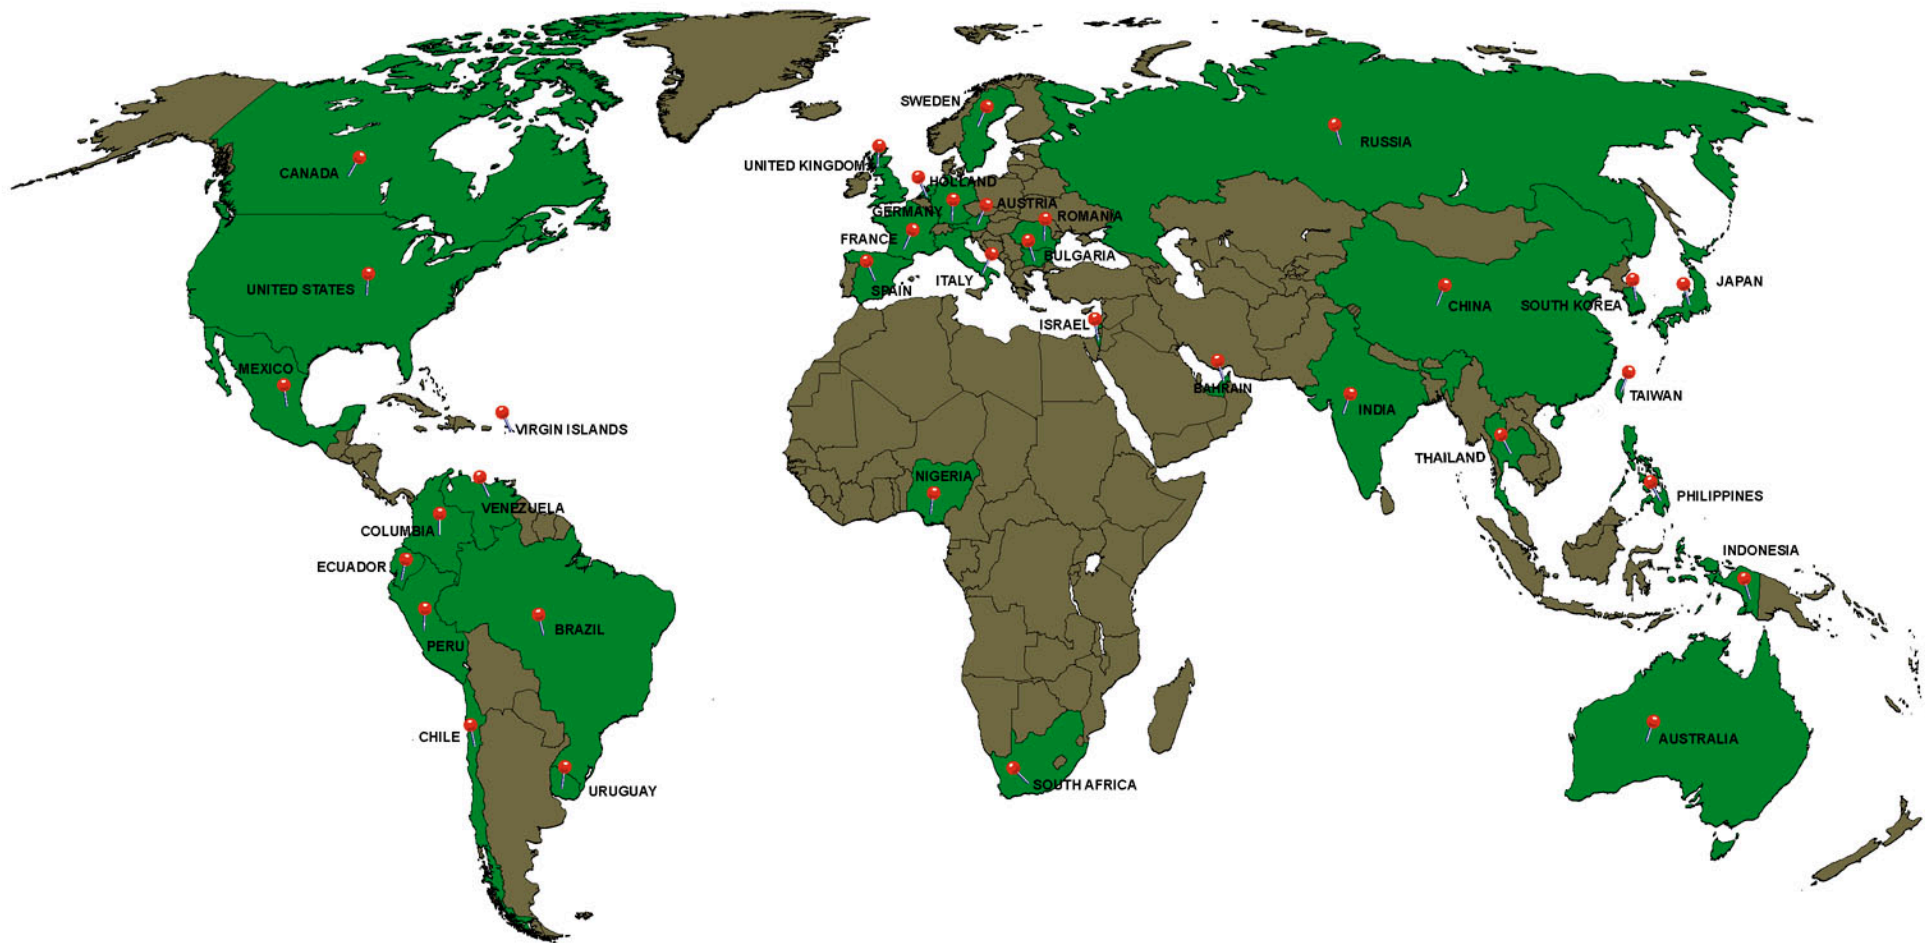 SWEDEN
RUSSIA
UNITED KINGDOM
CANADA
HOLLAND
AUSTRIA
GERMANY
ROMANIA
FRANCE
BULGARIA
ITALY
SPAIN
UNITED STATES
JAPAN
CHINA
SOUTH KOREA
ISRAEL
MEXICO
BAHRAIN
TAIWAN
INDIA
VIRGIN ISLANDS
THAILAND
NIGERIA
PHILIPPINES
VENEZUELA
COLUMBIA
INDONESIA
ECUADOR
BRAZIL
PERU
CHILE
AUSTRALIA
SOUTH AFRICA
URUGUAY